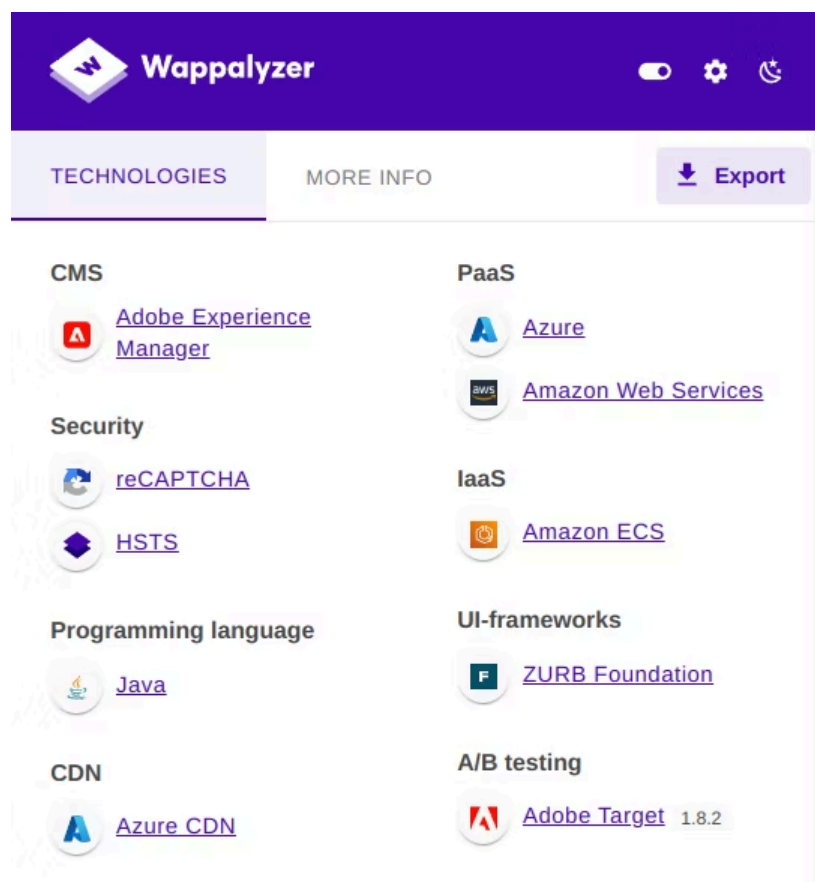 Wappalyzer
TECHNOLOGIES
MORE INFO
Export
CMS
Adobe Experience
Manager
Security
reCAPTCHA
HSTS
Programming language
Java
CDN
Azure CDN
PaaS
Azure
aws
Amazon Web Services
IaaS
Amazon ECS
UI-frameworks
F
ZURB Foundation
A/B testing
Adobe Target 1.8.2